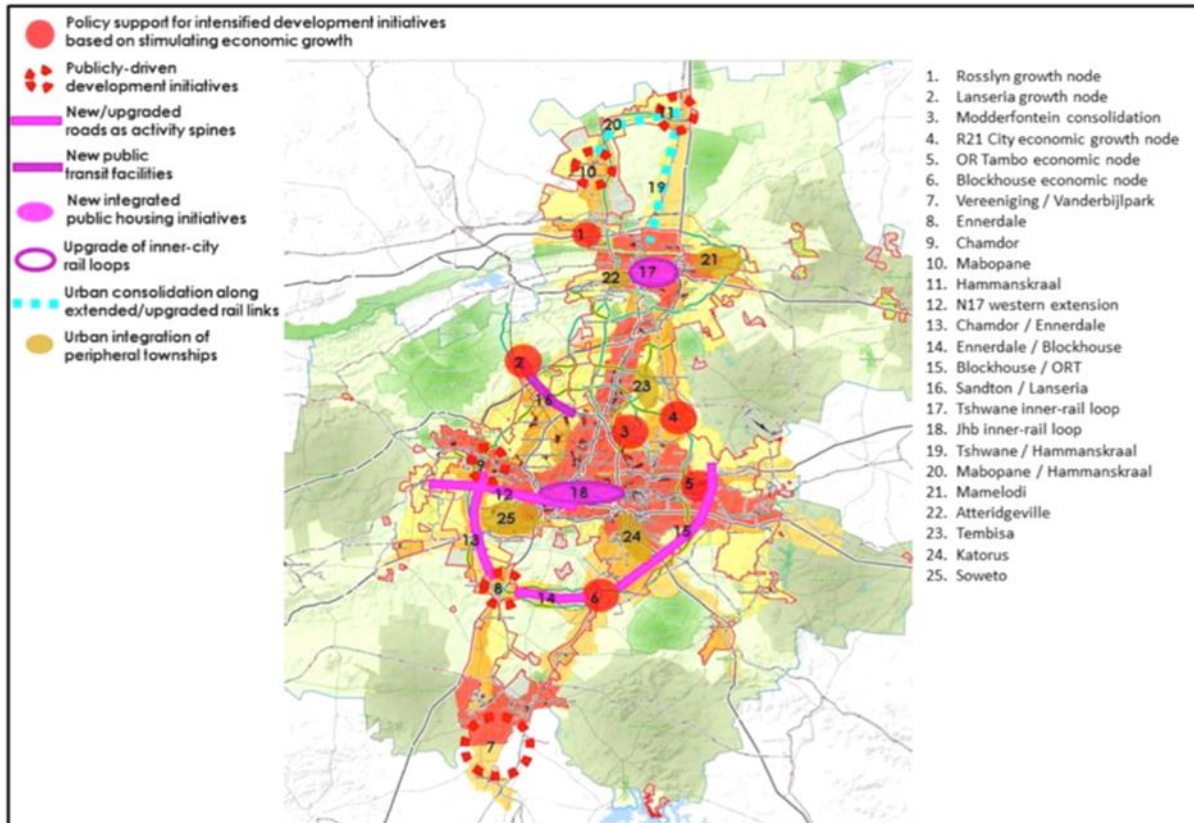 Policy support for intensified development initiatives
based on stimulating economic growth
Publicly-driven
development initiatives
New/upgraded
roads as activity spines
New public
transit facilities
New integrated
public housing initiatives
Upgrade of inner-city
rail loops
Urban consolidation along
extended/upgraded rail links
Urban integration of
peripheral townships
11
20
10
19
1
21
17
22
2
23
16
4
3
9
5
12
18
25
15
24
13
8
14
6
7
1. Rosslyn growth node
2. Lanseria growth node
3. Modderfontein consolidation
4. R21 City economic growth node
5. OR Tambo economic node
6. Blockhouse economic node
7. Vereeniging / Vanderbijlpark
8. Ennerdale
9. Chamdor
10. Mabopane
11. Hammanskraal
12. N17 western extension
13. Chamdor / Ennerdale
14. Ennerdale / Blockhouse
15. Blockhouse / ORT
16. Sandton / Lanseria
17. Tshwane inner-rail loop
18. Jhb inner-rail loop
19. Tshwane / Hammanskraal
20. Mabopane / Hammanskraal
21. Mamelodi
22. Atteridgeville
23. Tembisa
24. Katorus
25. Soweto